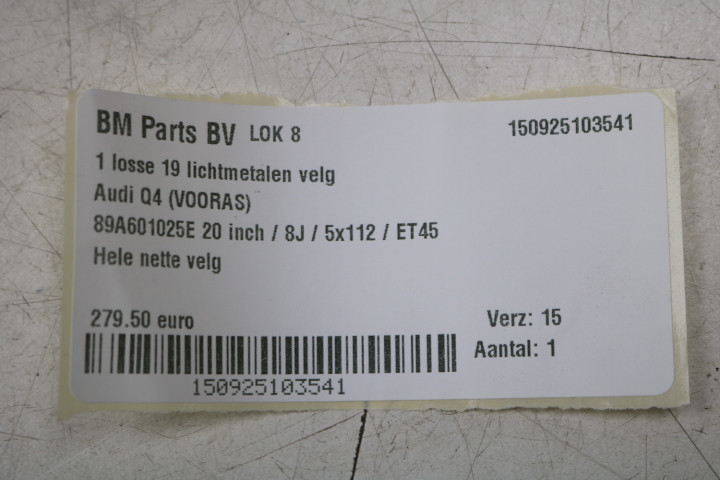 BM Parts BV LOK 8 150925103541
1 losse 19 lichtmetalen velg
Audi Q4 (VOORAS)
89A601025E 20 inch / 8J / 5x112 / ET45
Hele nette velg
279.50 euro Verz: 15
Aantal: 1
150925103541